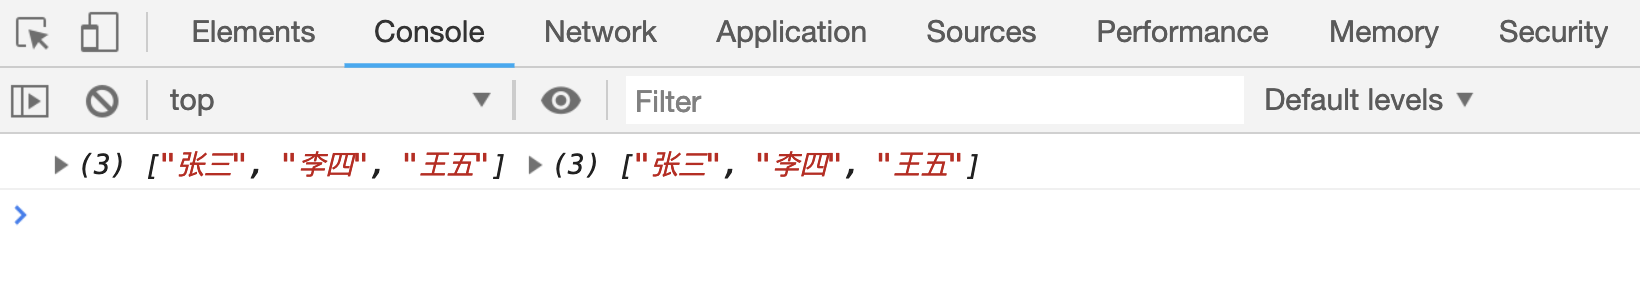 Elements Console Network Application Sources Performance Memory Security
top Filter Default levels
(3) ["张三", "李四", "王五"] (3) ["张三", "李四", "王五"]